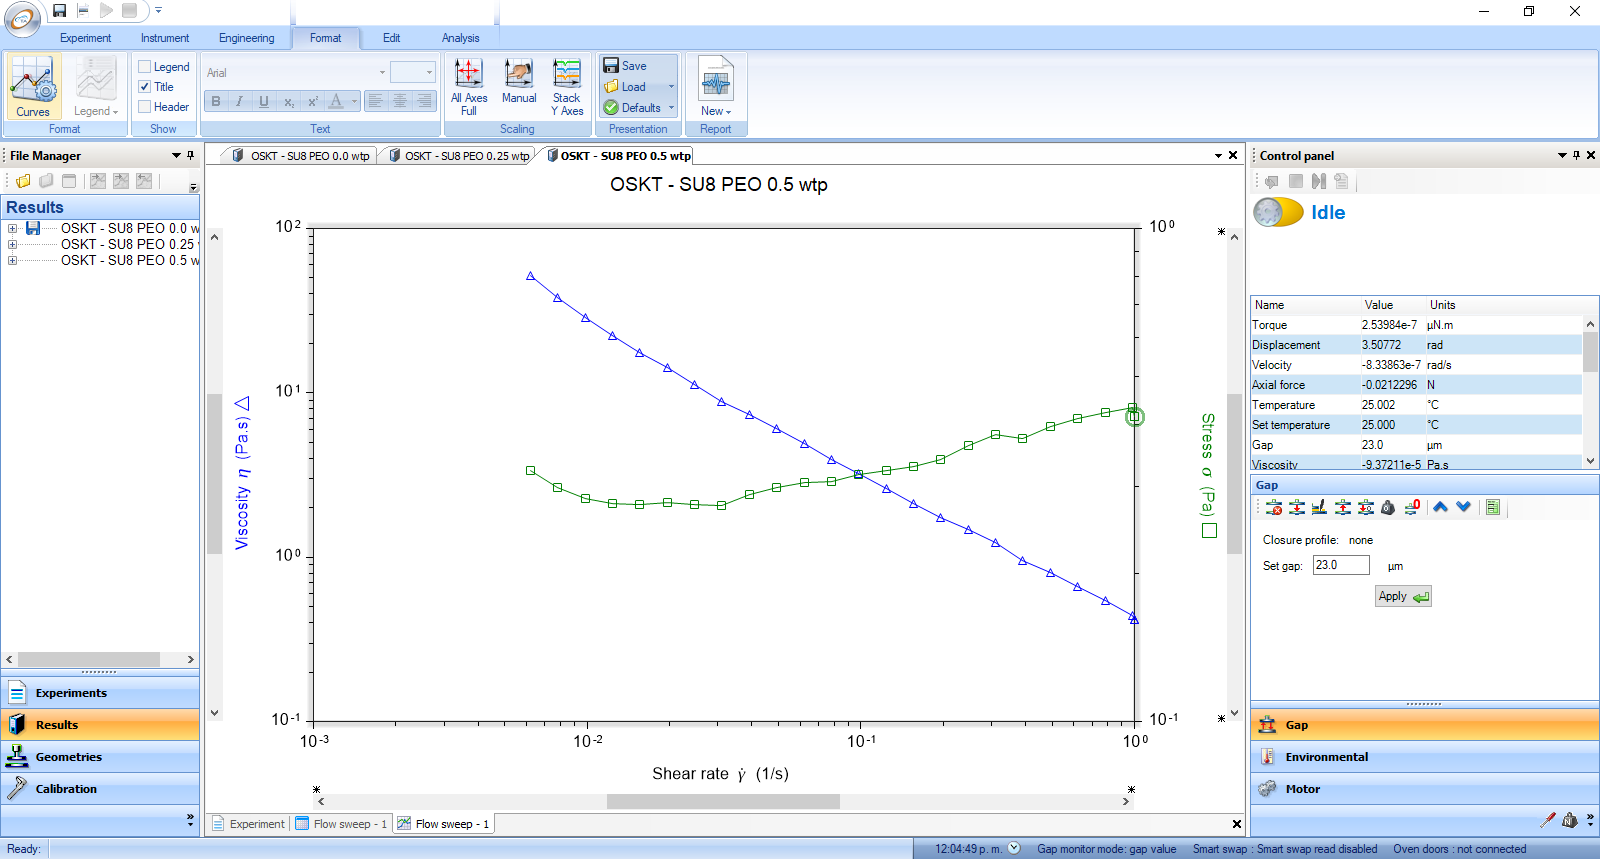 Experiment Instrument Engineering Format Edit Analysis
Curves
Legend
Format
Legend
Title
Header
Show
Arial
B I U x₂ x² A
Text
All Axes Full
Manual
Stack Y Axes
Scaling
Save
Load
Defaults
Presentation
New
Report
File Manager
Results
OSKT - SU8 PEO 0.0 w
OSKT - SU8 PEO 0.25
OSKT - SU8 PEO 0.5 w
Experiments
Results
Geometries
Calibration
OSKT - SU8 PEO 0.0 wtp
OSKT - SU8 PEO 0.25 wtp
OSKT - SU8 PEO 0.5 wtp
OSKT - SU8 PEO 0.5 wtp
10²
10¹
10⁰
10⁻¹
Viscosity η (Pa.s) △
10⁰
10⁻¹
Stress σ (Pa) □
10⁻³ 10⁻² 10⁻¹ 10⁰
Shear rate γ̇ (1/s)
Experiment Flow sweep - 1 Flow sweep - 1
Control panel
Idle
Name Value Units
Torque 2.53984e-7 µN.m
Displacement 3.50772 rad
Velocity -8.33863e-7 rad/s
Axial force -0.0212296 N
Temperature 25.002 °C
Set temperature 25.000 °C
Gap 23.0 µm
Viscosity -9.37211e-5 Pa.s
Gap
Closure profile: none
Set gap: 23.0 µm
Apply
Gap
Environmental
Motor
Ready:
12:04:49 p. m. Gap monitor mode: gap value Smart swap : Smart swap read disabled Oven doors : not connected